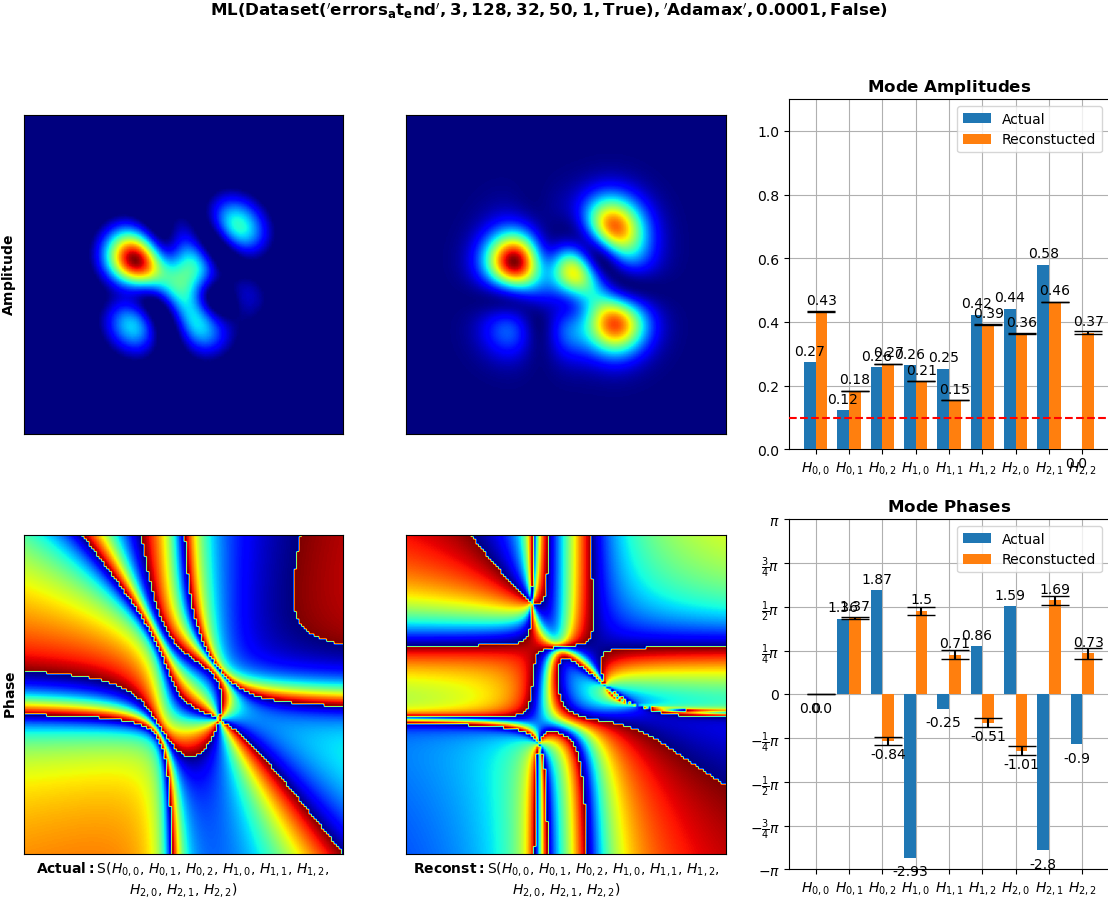 ML(Dataset('errors_at_end', 3, 128, 32, 50, 1, True), 'Adamax', 0.0001, False)
Amplitude
Mode Amplitudes
Actual
Reconstucted
1.0
0.8
0.6
0.4
0.2
0.0
0.27
0.43
0.12
0.18
0.26
0.27
0.26
0.21
0.25
0.15
0.42
0.39
0.44
0.36
0.58
0.46
0.0
0.37
H0,0 H0,1 H0,2 H1,0 H1,1 H1,2 H2,0 H2,1 H2,2
Phase
Mode Phases
Actual
Reconstucted
π
3/4π
1/2π
1/4π
0
−1/4π
−1/2π
−3/4π
−π
0.0
0.0
1.36
1.37
1.87
-0.84
-2.93
1.5
-0.25
0.71
0.86
-0.51
1.59
-1.01
-2.8
1.69
-0.9
0.73
H0,0 H0,1 H0,2 H1,0 H1,1 H1,2 H2,0 H2,1 H2,2
Actual: S(H0,0, H0,1, H0,2, H1,0, H1,1, H1,2,
H2,0, H2,1, H2,2)
Reconst: S(H0,0, H0,1, H0,2, H1,0, H1,1, H1,2,
H2,0, H2,1, H2,2)